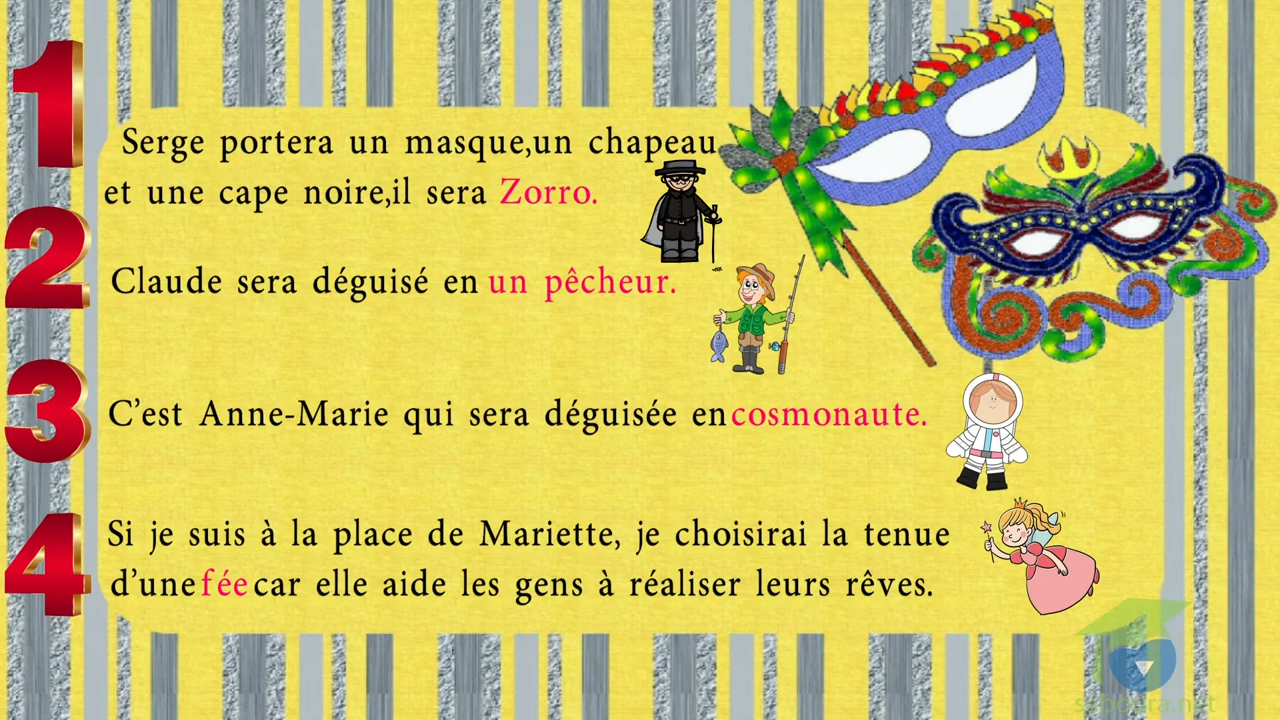 1
Serge portera un masque,un chapeau
et une cape noire,il sera Zorro.
2
Claude sera déguisé en un pêcheur.
3
C'est Anne-Marie qui sera déguisée en cosmonaute.
4
Si je suis à la place de Mariette, je choisirai la tenue
d'une fée car elle aide les gens à réaliser leurs rêves.